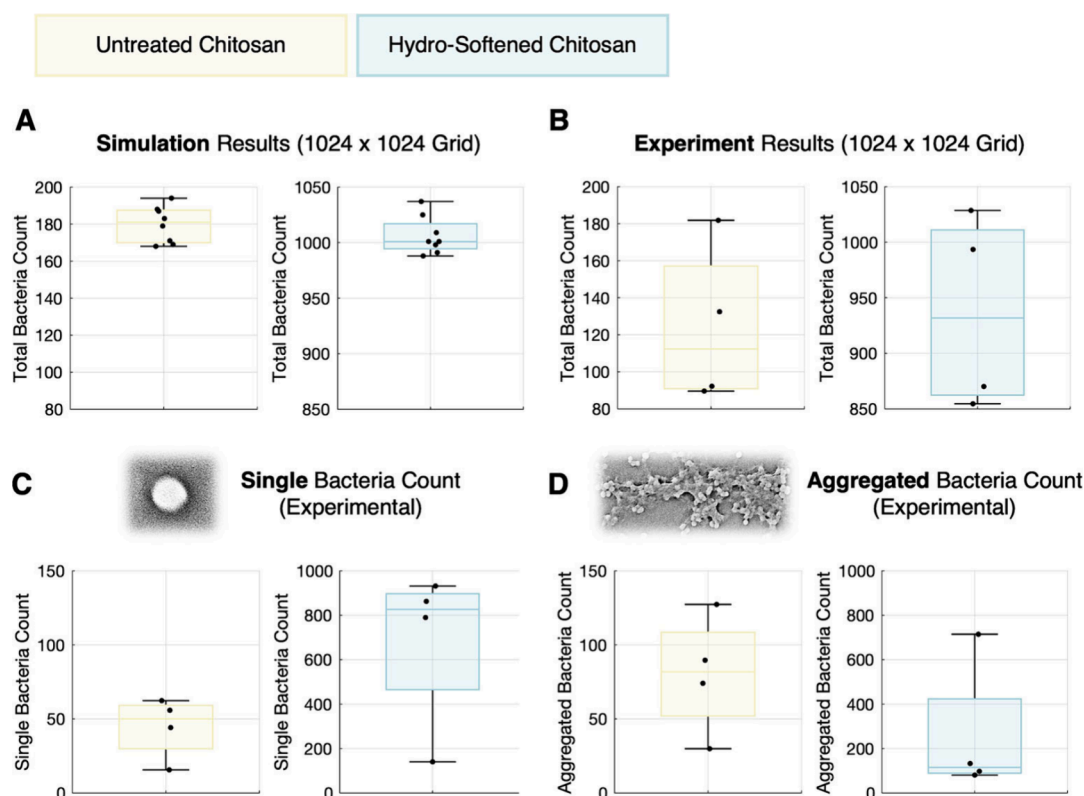 Untreated Chitosan
Hydro-Softened Chitosan
A
Simulation Results (1024 x 1024 Grid)
Total Bacteria Count
200
180
160
140
120
100
80
Total Bacteria Count
1050
1000
950
900
850
B
Experiment Results (1024 x 1024 Grid)
Total Bacteria Count
200
180
160
140
120
100
80
Total Bacteria Count
1050
1000
950
900
850
C
Single Bacteria Count
(Experimental)
Single Bacteria Count
150
100
50
0
Single Bacteria Count
1000
800
600
400
200
0
D
Aggregated Bacteria Count
(Experimental)
Aggregated Bacteria Count
150
100
50
0
Aggregated Bacteria Count
1000
800
600
400
200
0